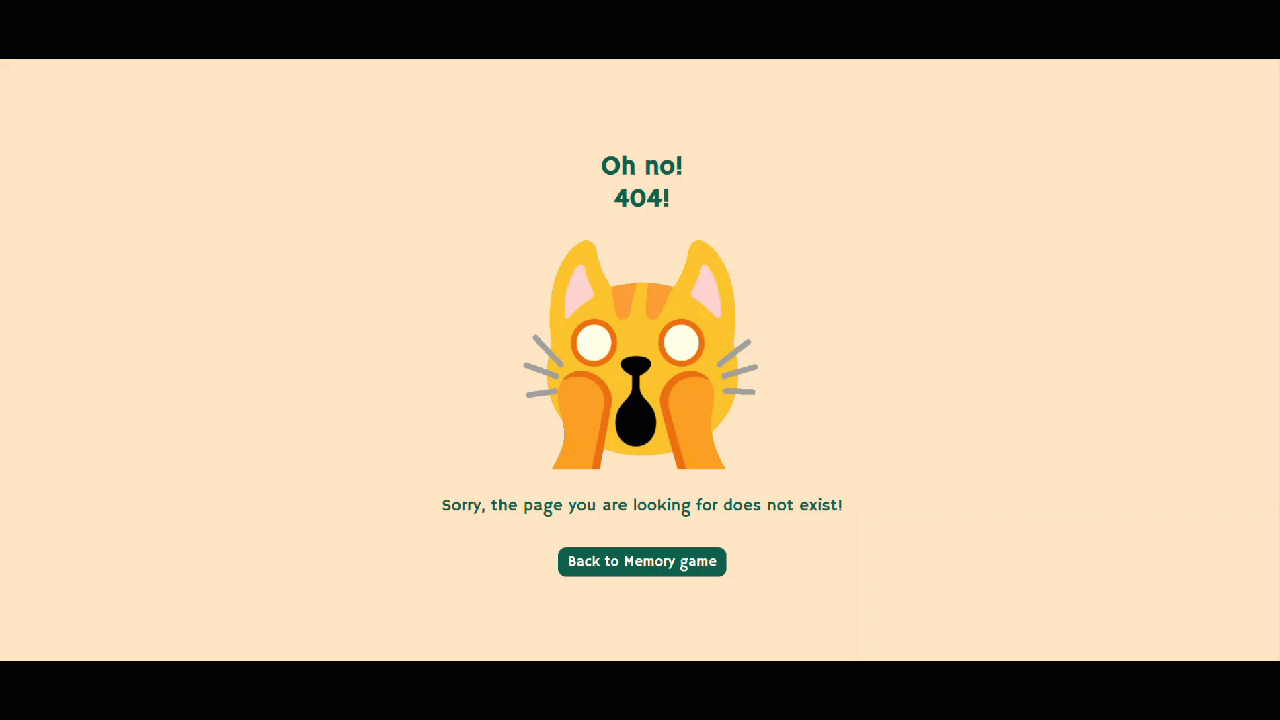 Oh no!
404!
Sorry, the page you are looking for does not exist!
Back to Memory game